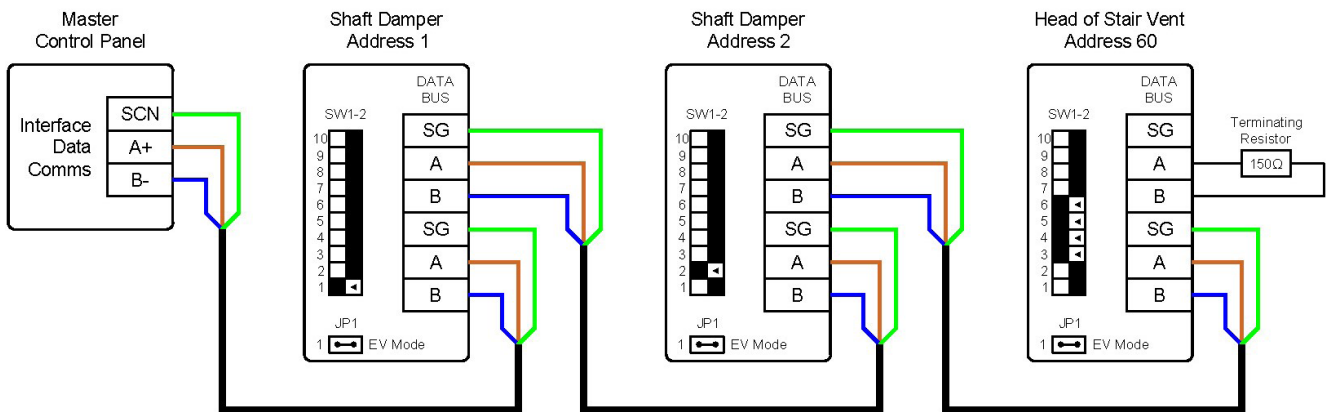 Master
Control Panel
Interface
Data
Comms
SCN
A+
B-
Shaft Damper
Address 1
DATA
BUS
SW1-2
10
9
8
7
6
5
4
3
2
1
SG
A
B
SG
A
B
JP1
1
EV Mode
Shaft Damper
Address 2
DATA
BUS
SW1-2
10
9
8
7
6
5
4
3
2
1
SG
A
B
SG
A
B
JP1
1
EV Mode
Head of Stair Vent
Address 60
DATA
BUS
SW1-2
10
9
8
7
6
5
4
3
2
1
SG
A
B
SG
A
B
JP1
1
EV Mode
Terminating
Resistor
150Ω